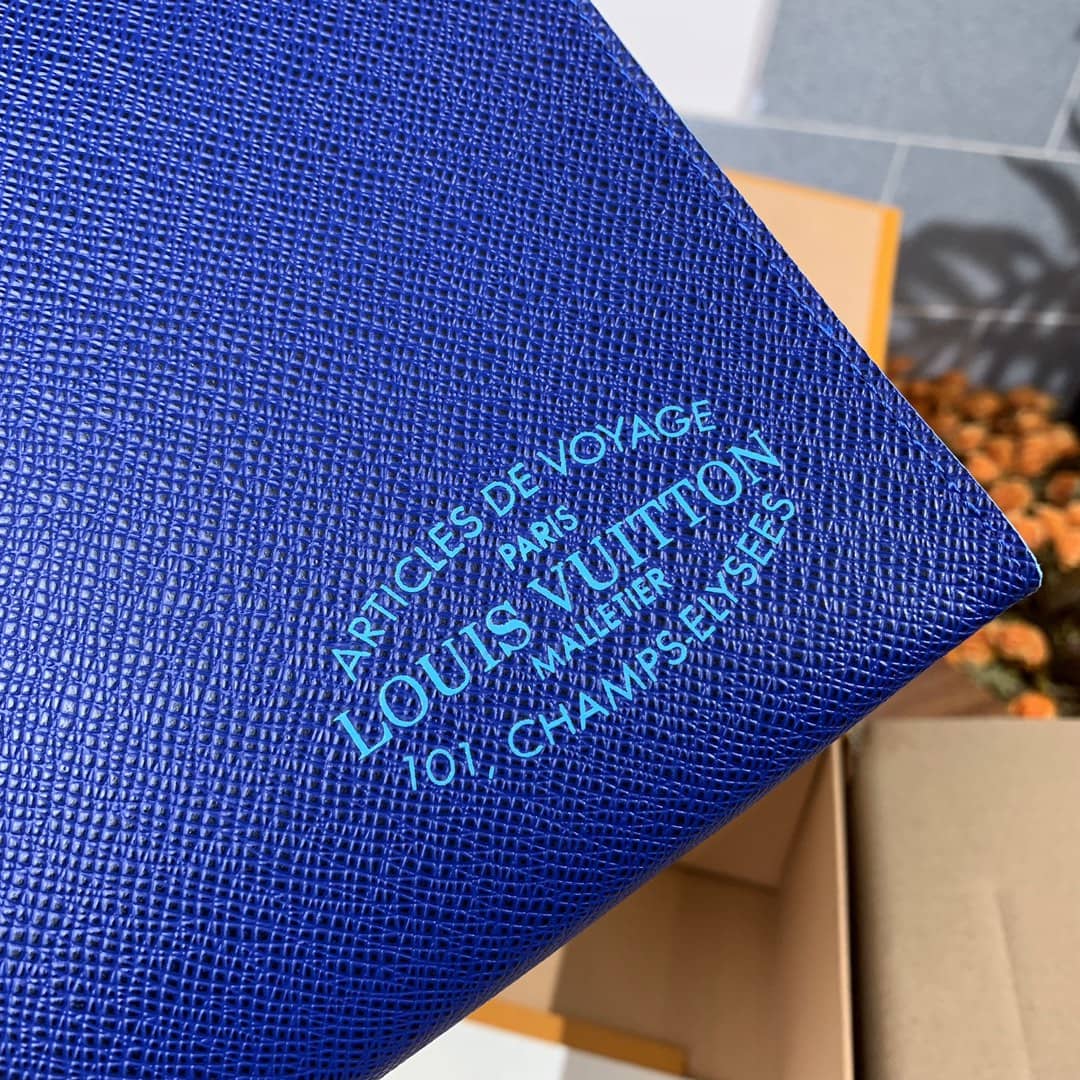 ARTICLES DE VOYAGE
PARIS
LOUIS VUITTON
MALLETIER
101, CHAMPS-ELYSEES